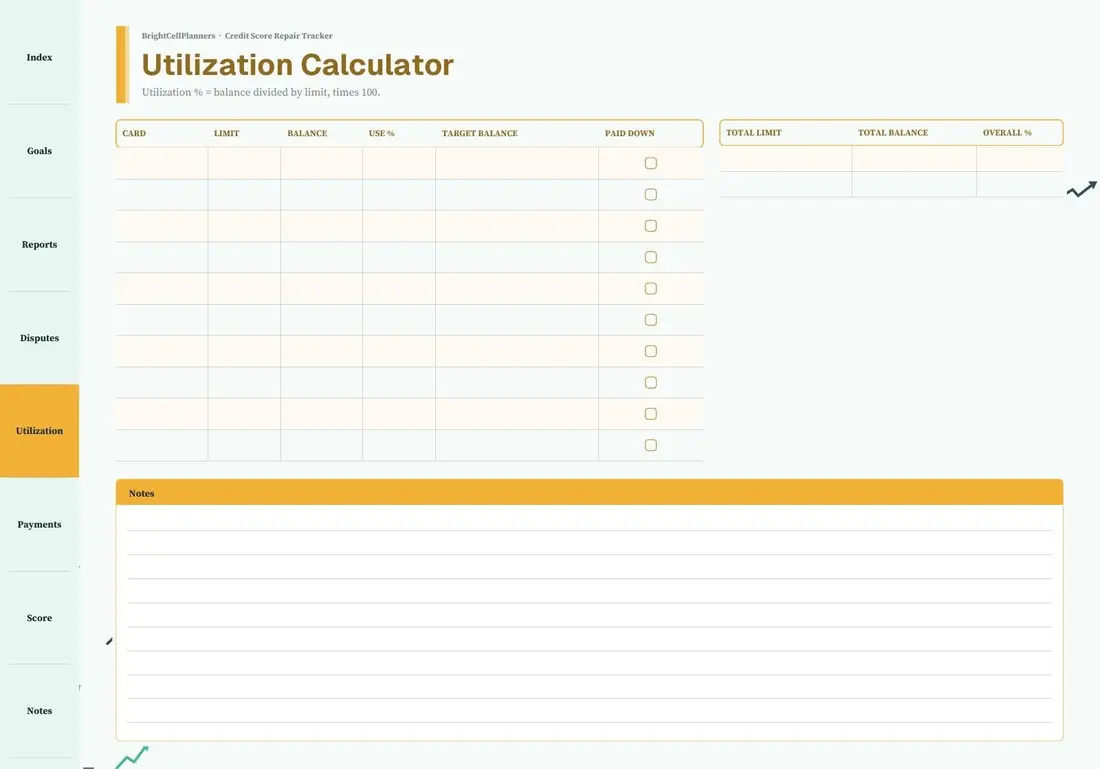 Index
Goals
Reports
Disputes
Utilization
Payments
Score
Notes
BrightCellPlanners · Credit Score Repair Tracker
Utilization Calculator
Utilization % = balance divided by limit, times 100.
CARD LIMIT BALANCE USE % TARGET BALANCE PAID DOWN
TOTAL LIMIT TOTAL BALANCE OVERALL %
Notes